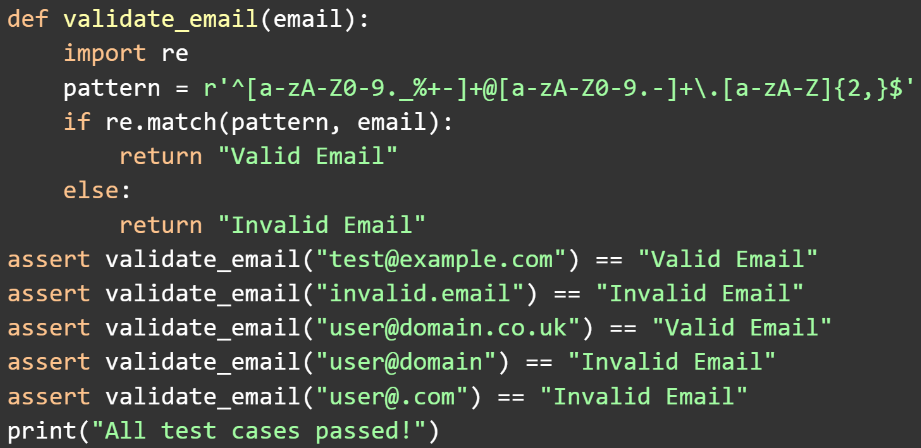 def validate_email(email):
    import re
    pattern = r'^[a-zA-Z0-9._%+-]+@[a-zA-Z0-9.-]+\.[a-zA-Z]{2,}$'
    if re.match(pattern, email):
        return "Valid Email"
    else:
        return "Invalid Email"
assert validate_email("test@example.com") == "Valid Email"
assert validate_email("invalid.email") == "Invalid Email"
assert validate_email("user@domain.co.uk") == "Valid Email"
assert validate_email("user@domain") == "Invalid Email"
assert validate_email("user@.com") == "Invalid Email"
print("All test cases passed!")